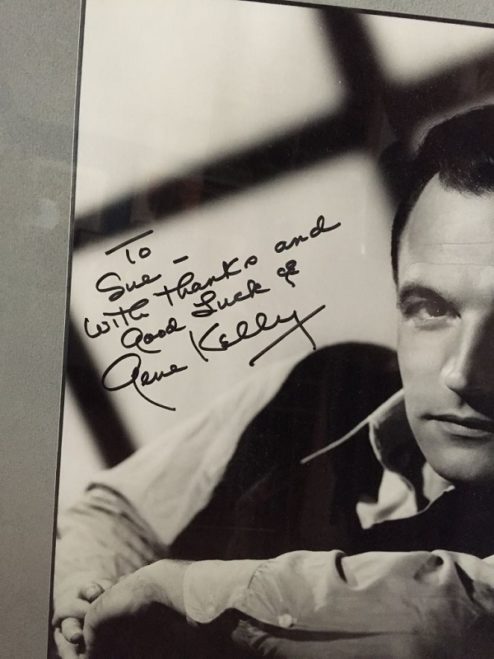 To
Sue -
with thanks and
Good Luck &
Gene Kelly